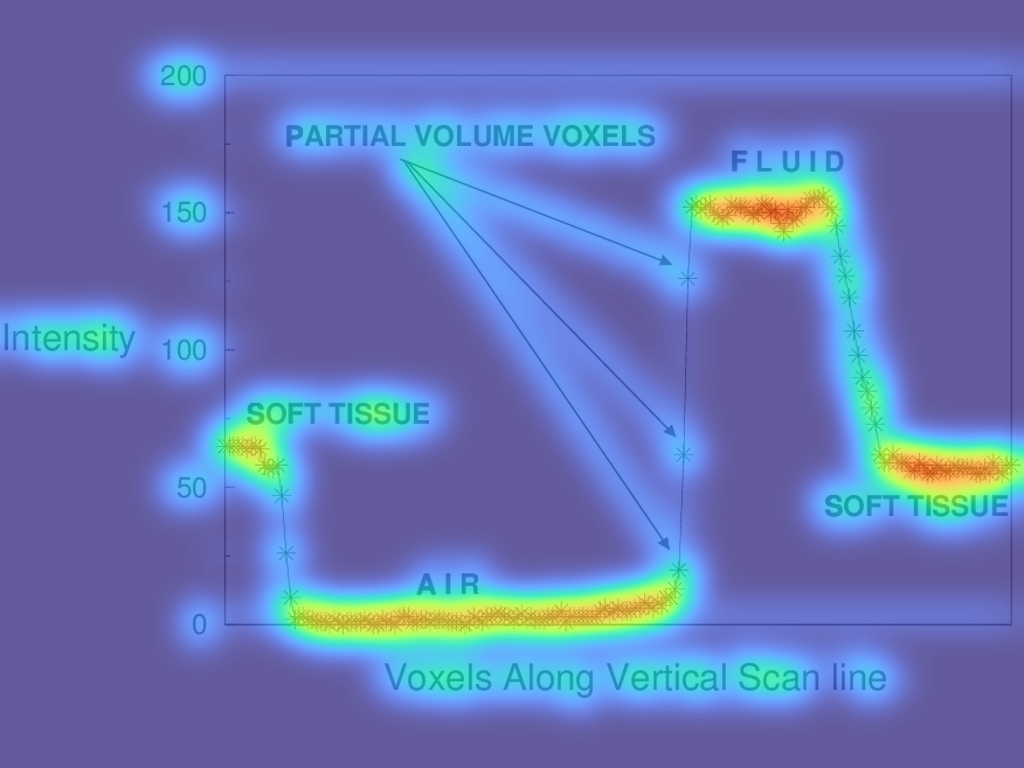 200
PARTIAL VOLUME VOXELS
FLUID
150
Intensity
100
SOFT TISSUE
50
SOFT TISSUE
AIR
0
Voxels Along Vertical Scan line